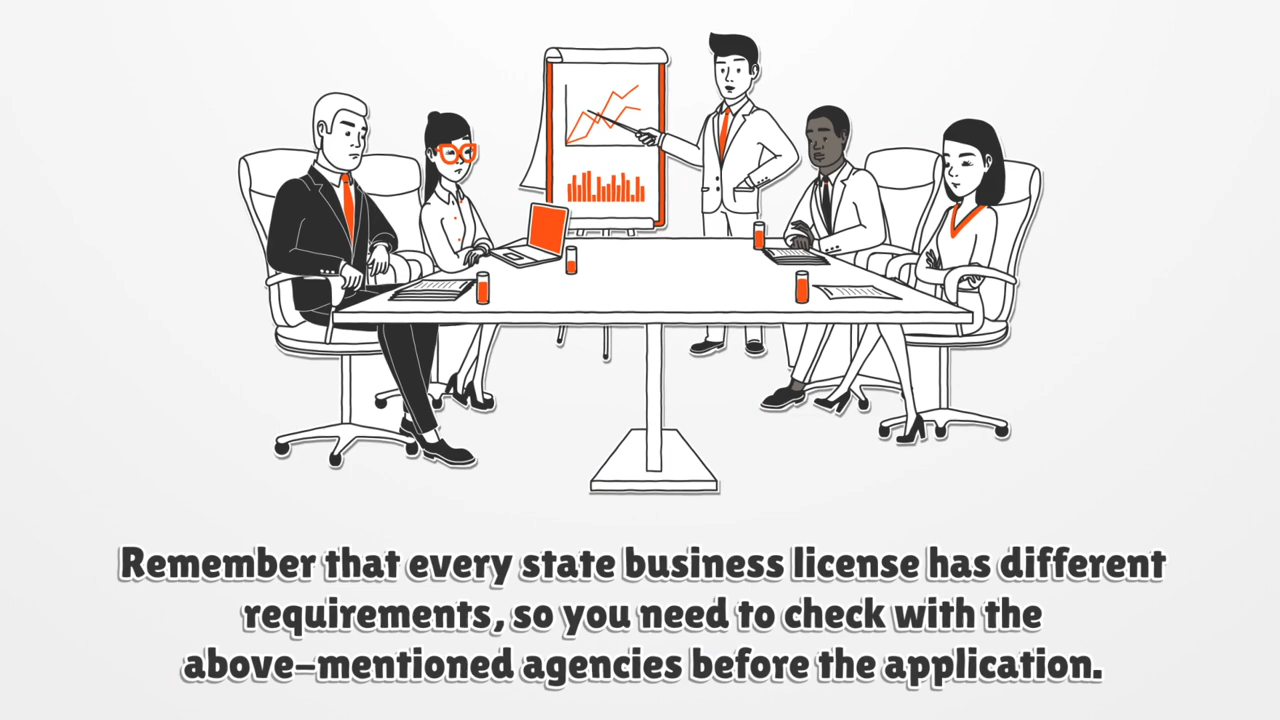 Remember that every state business license has different
requirements, so you need to check with the
above-mentioned agencies before the application.